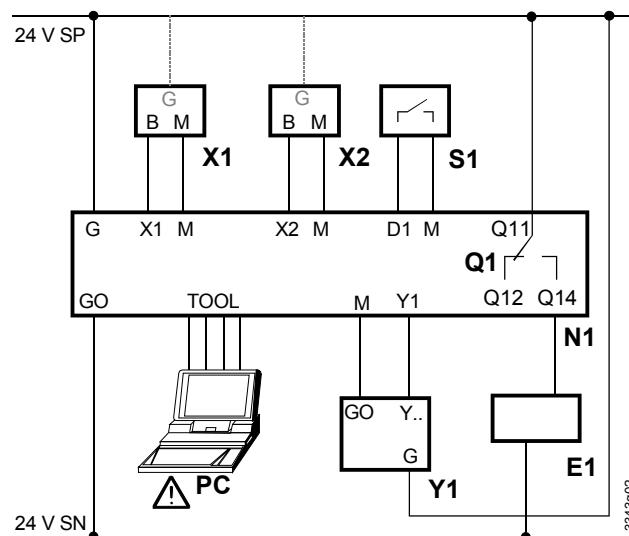 24 V SP
G
G
B M
B M
X1
X2
S1
G
X1 M
X2 M
D1 M
Q11
Q1
GO
TOOL
M
Y1
Q12
Q14
N1
GO
Y..
G
PC
Y1
E1
24 V SN